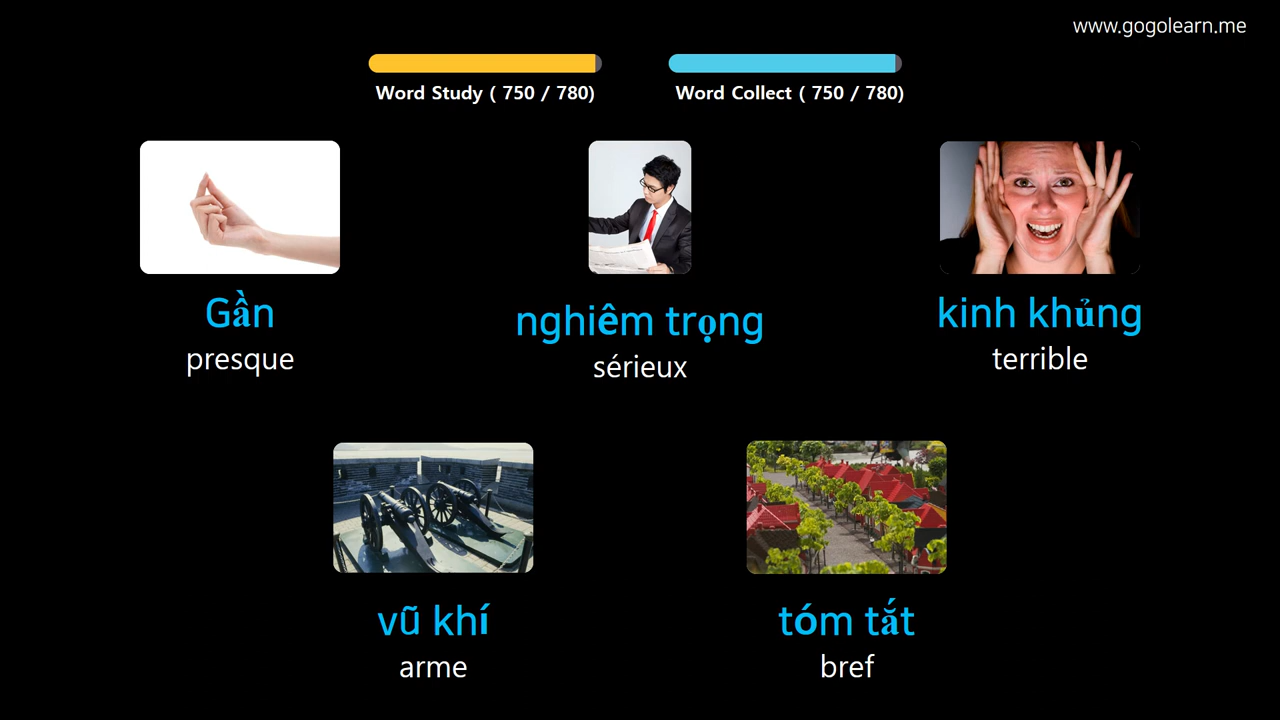 www.gogolearn.me
Word Study ( 750 / 780)
Word Collect ( 750 / 780)
Gần
presque
nghiêm trọng
sérieux
kinh khủng
terrible
vũ khí
arme
tóm tắt
bref